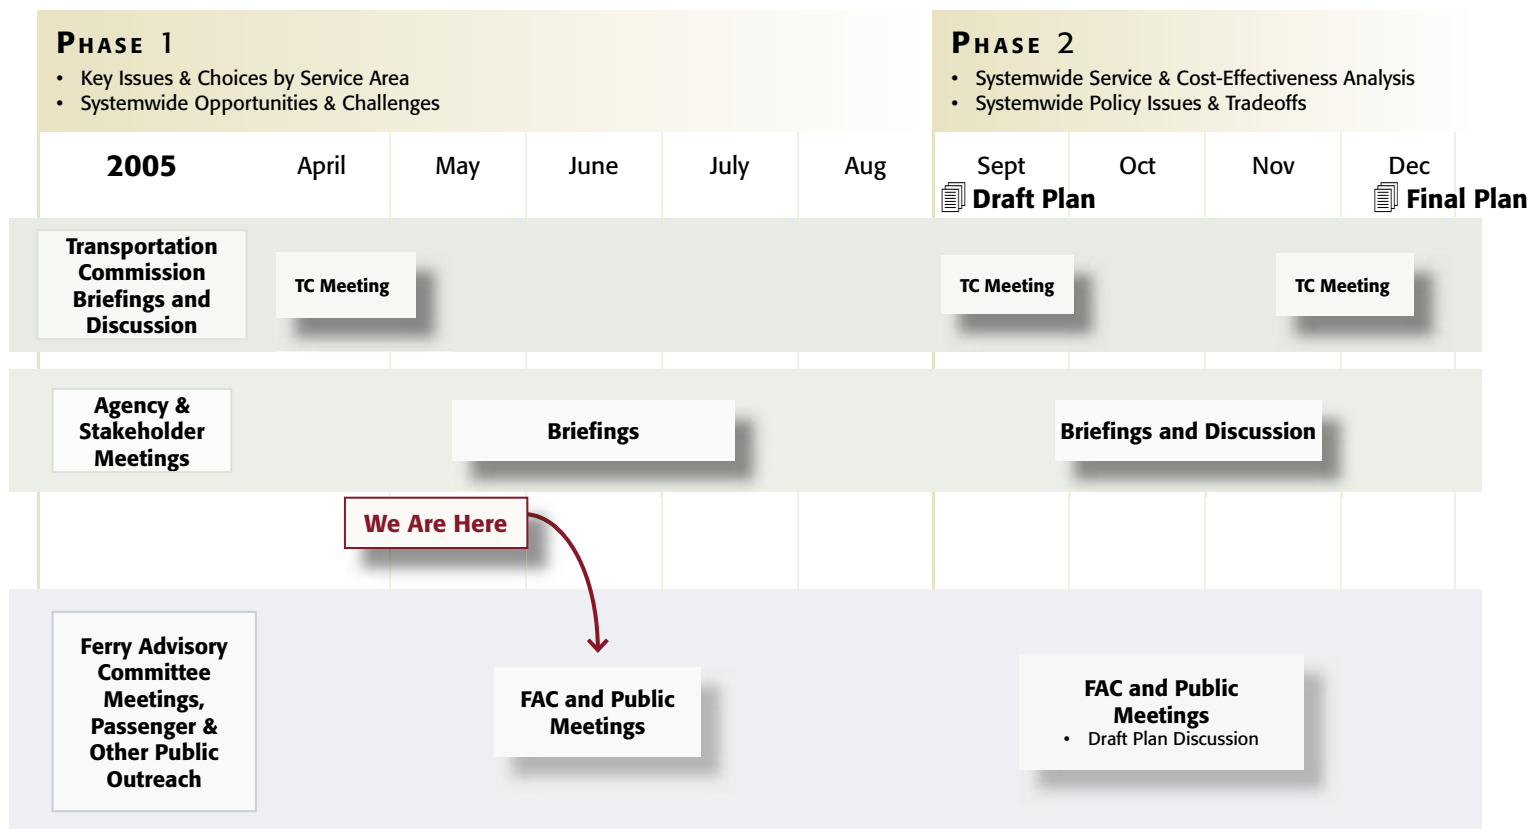 PHASE 1
• Key Issues & Choices by Service Area
• Systemwide Opportunities & Challenges
PHASE 2
• Systemwide Service & Cost-Effectiveness Analysis
• Systemwide Policy Issues & Tradeoffs
2005 April May June July Aug Sept Oct Nov Dec
Draft Plan Final Plan
Transportation
Commission
Briefings and
Discussion
TC Meeting
TC Meeting
TC Meeting
Agency &
Stakeholder
Meetings
Briefings
Briefings and Discussion
We Are Here
Ferry Advisory
Committee
Meetings,
Passenger &
Other Public
Outreach
FAC and Public
Meetings
FAC and Public
Meetings
• Draft Plan Discussion